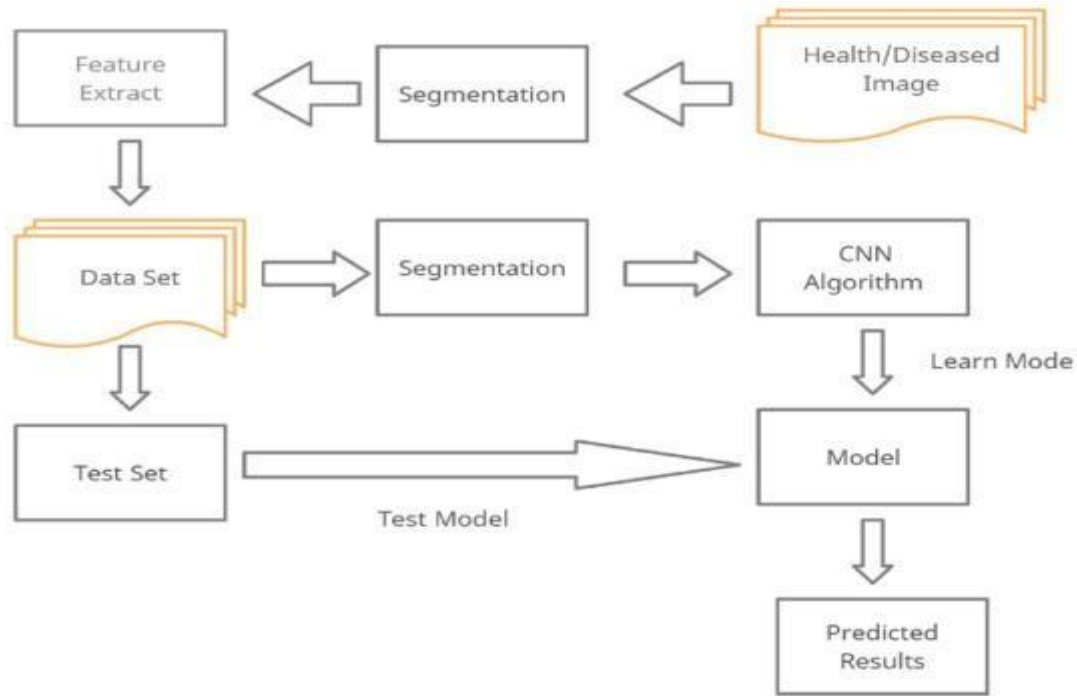 Feature
Extract
Segmentation
Health/Diseased
Image
Data Set
Segmentation
CNN
Algorithm
Learn Mode
Test Set
Test Model
Model
Predicted
Results